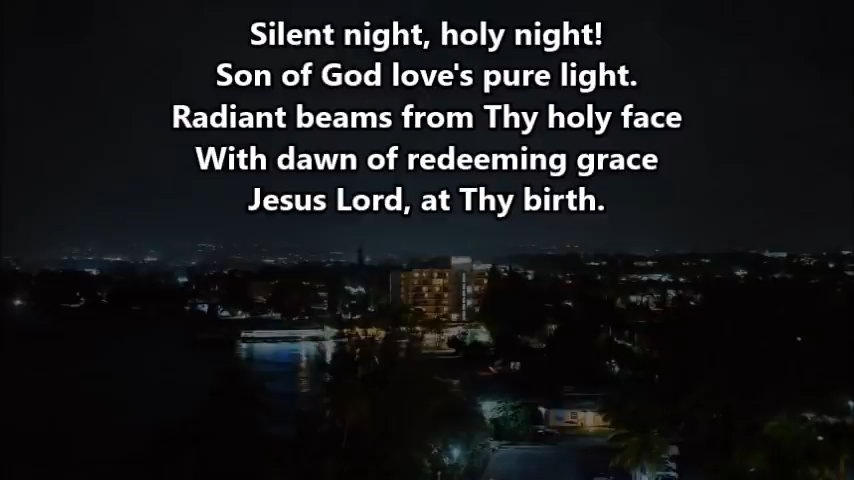 Silent night, holy night!
Son of God love's pure light.
Radiant beams from Thy holy face
With dawn of redeeming grace
Jesus Lord, at Thy birth.